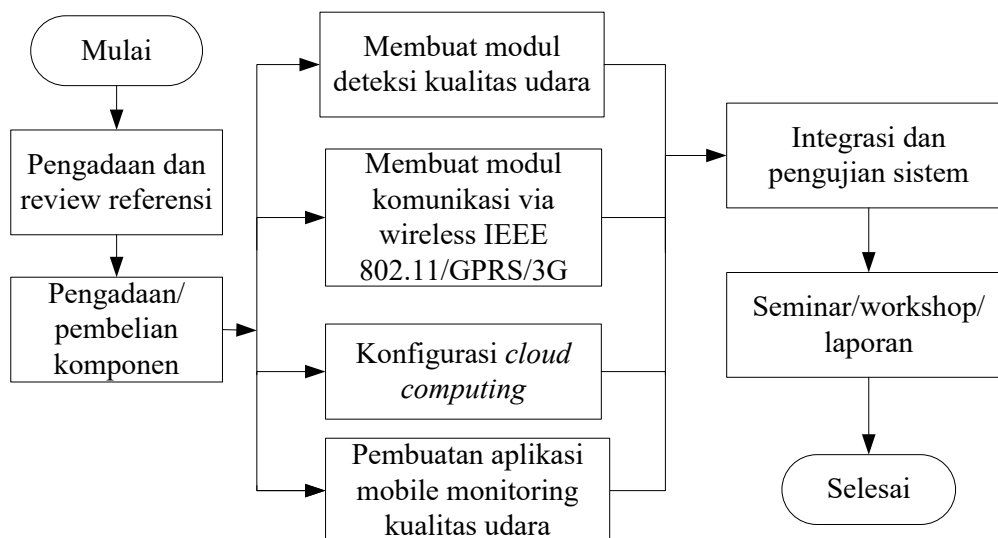 Mulai
Pengadaan dan
review referensi
Pengadaan/
pembelian
komponen
Membuat modul
deteksi kualitas udara
Membuat modul
komunikasi via
wireless IEEE
802.11/GPRS/3G
Konfigurasi cloud
computing
Pembuatan aplikasi
mobile monitoring
kualitas udara
Integrasi dan
pengujian sistem
Seminar/workshop/
laporan
Selesai